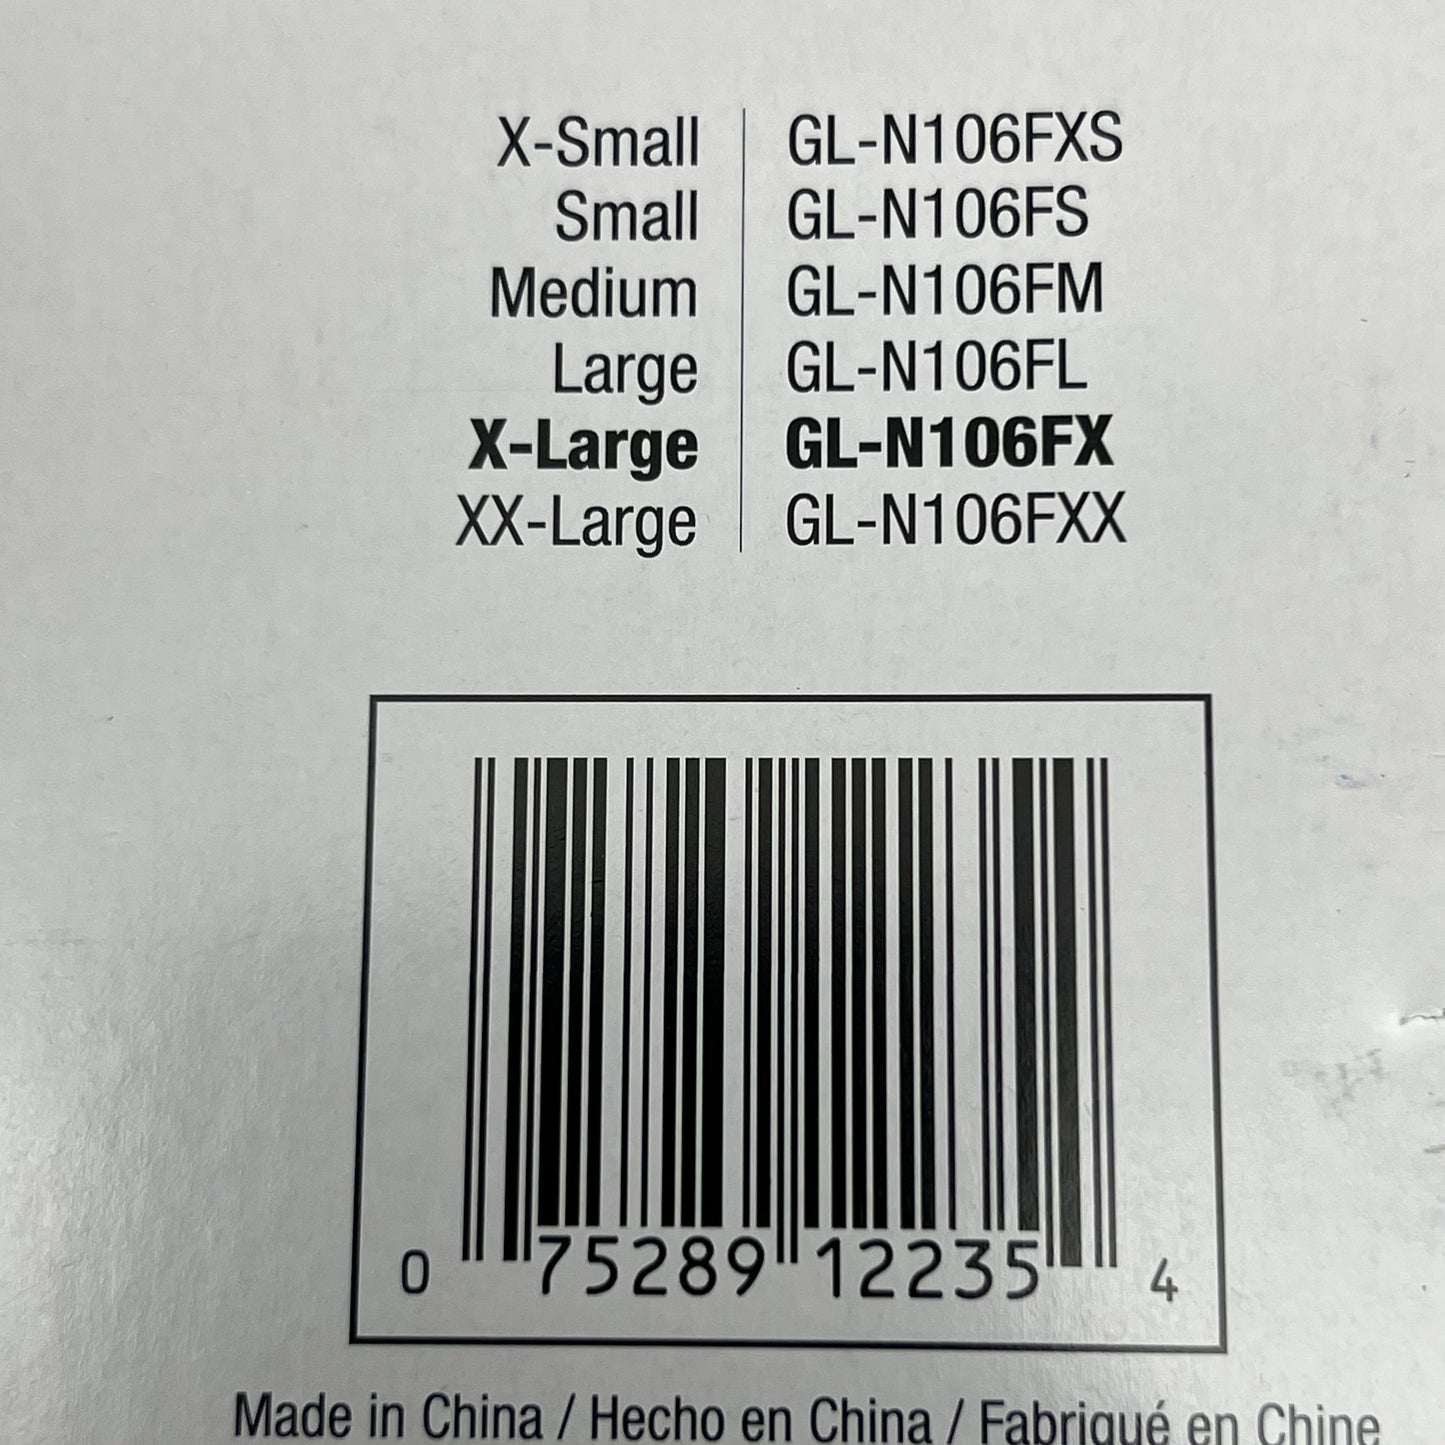 X-Small GL-N106FXS
Small GL-N106FS
Medium GL-N106FM
Large GL-N106FL
X-Large GL-N106FX
XX-Large GL-N106FXX
0 75289 12235 4
Made in China / Hecho en China / Fabriqué en Chine